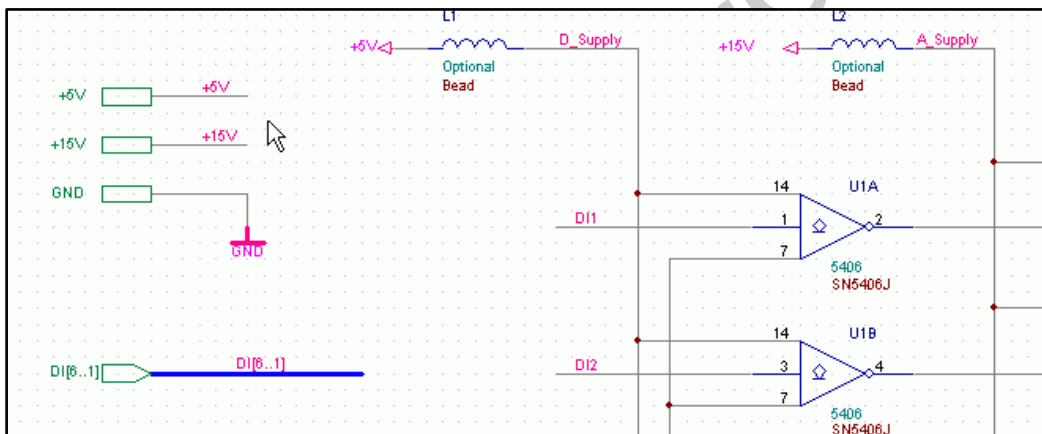 L1
L2
+5V
D_Supply
+15V
A_Supply
Optional
Bead
Optional
Bead
+5V
+5V
+15V
+15V
GND
GND
14
U1A
DI1
1
2
7
5406
SN5406J
14
U1B
DI[6..1]
DI[6..1]
DI2
3
4
7
5406
SN5406J